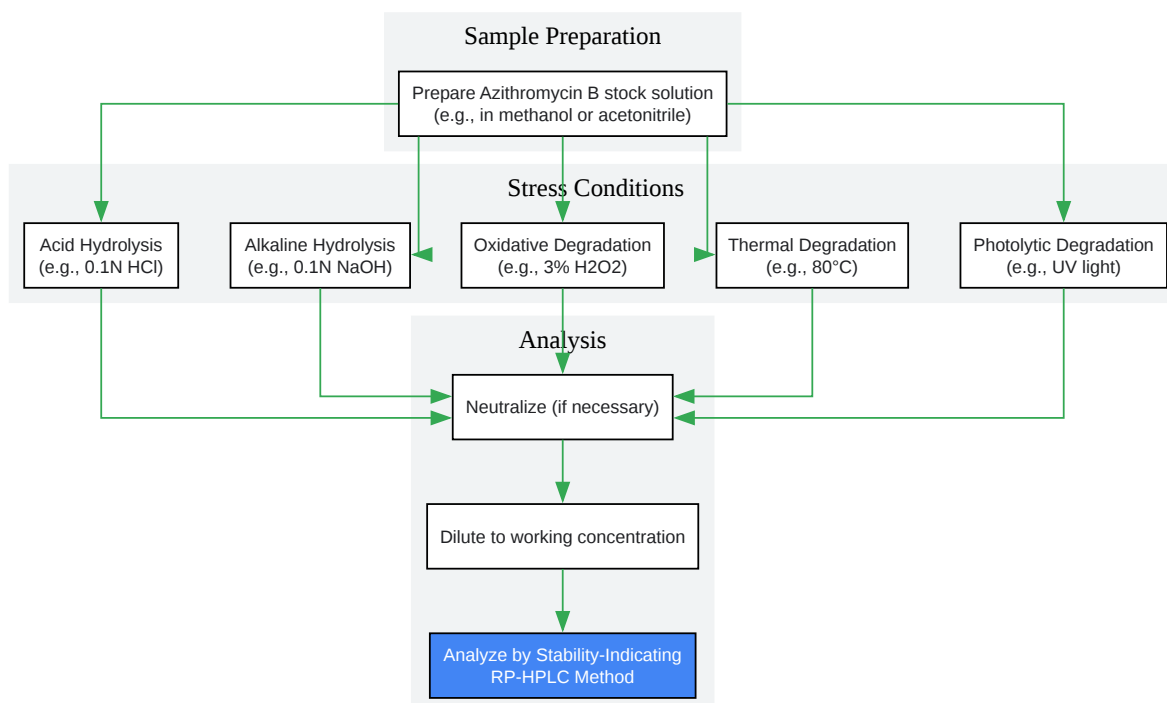 Sample Preparation
Prepare Azithromycin B stock solution
(e.g., in methanol or acetonitrile)
Stress Conditions
Acid Hydrolysis
(e.g., 0.1N HCl)
Alkaline Hydrolysis
(e.g., 0.1N NaOH)
Oxidative Degradation
(e.g., 3% H2O2)
Thermal Degradation
(e.g., 80°C)
Photolytic Degradation
(e.g., UV light)
Analysis
Neutralize (if necessary)
Dilute to working concentration
Analyze by Stability-Indicating
RP-HPLC Method